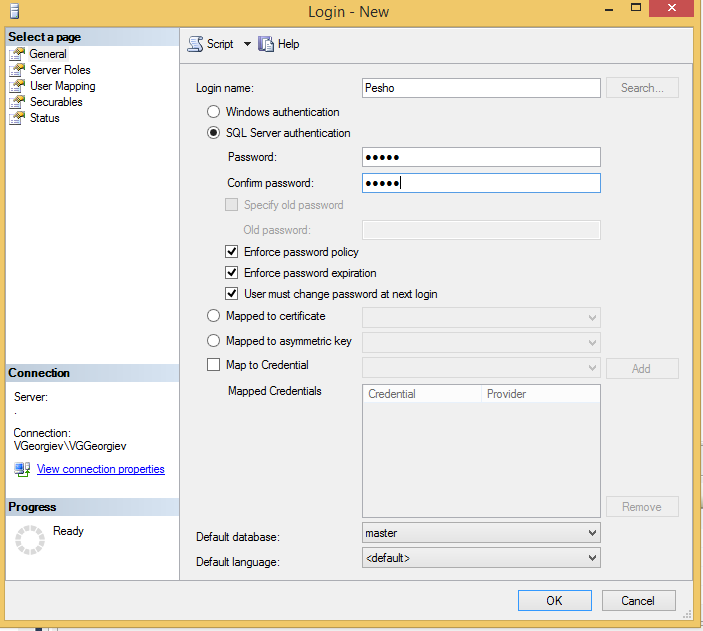 Login - New
Select a page
General
Server Roles
User Mapping
Securables
Status
Script Help
Login name: Pesho Search...
Windows authentication
SQL Server authentication
Password: ●●●●●
Confirm password: ●●●●●
Specify old password
Old password:
Enforce password policy
Enforce password expiration
User must change password at next login
Mapped to certificate
Mapped to asymmetric key
Map to Credential Add
Mapped Credentials Credential Provider
Remove
Default database: master
Default language: <default>
Connection
Server:
.
Connection:
VGeorgiev\VGGeorgiev
View connection properties
Progress
Ready
OK Cancel